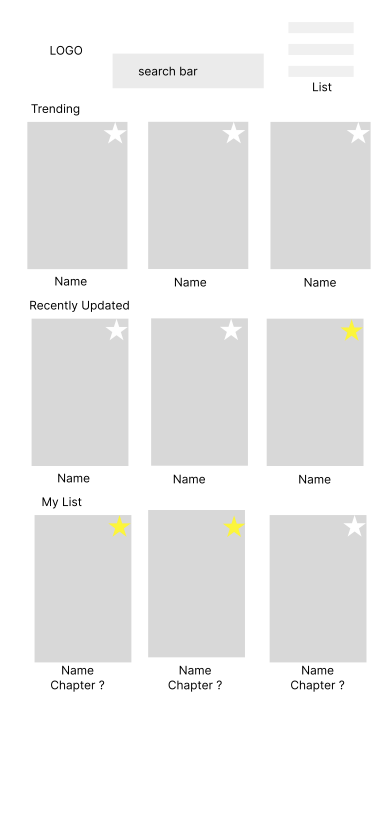 LOGO
search bar
List
Trending
Name
Name
Name
Recently Updated
Name
Name
Name
My List
Name
Chapter ?
Name
Chapter ?
Name
Chapter ?